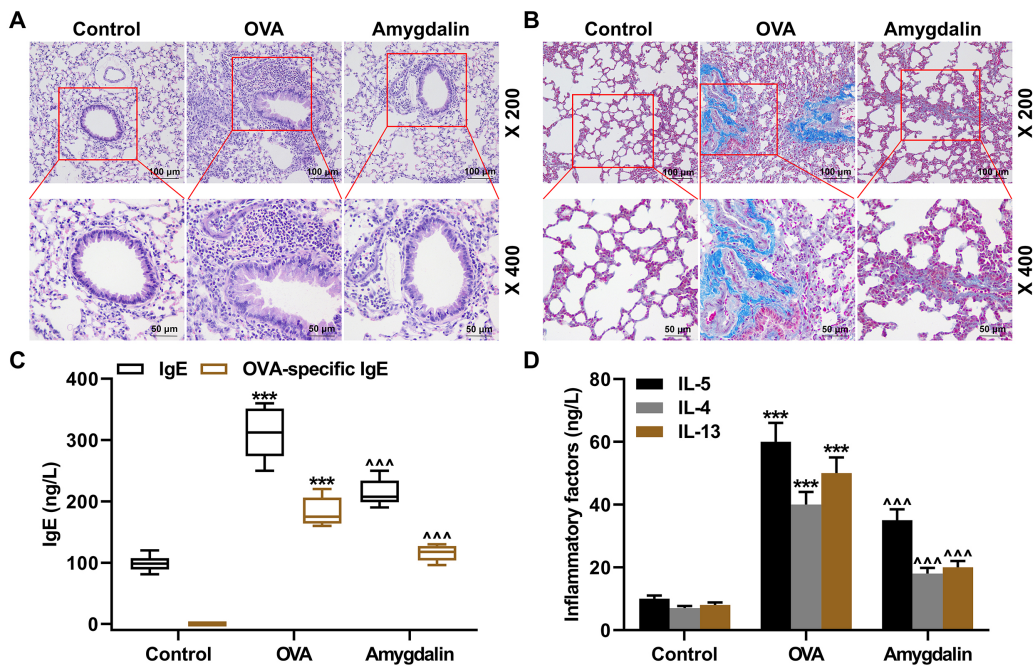 A
Control OVA Amygdalin
X 200
100 μm 100 μm 100 μm
X 400
50 μm 50 μm 50 μm
B
Control OVA Amygdalin
X 200
100 μm 100 μm 100 μm
X 400
50 μm 50 μm 50 μm
C
IgE OVA-specific IgE
IgE (ng/L)
400
300
200
100
0
***
***
^^^
^^^
Control OVA Amygdalin
D
IL-5
IL-4
IL-13
Inflammatory factors (ng/L)
80
60
40
20
0
***
***
***
^^^
^^^
^^^
Control OVA Amygdalin